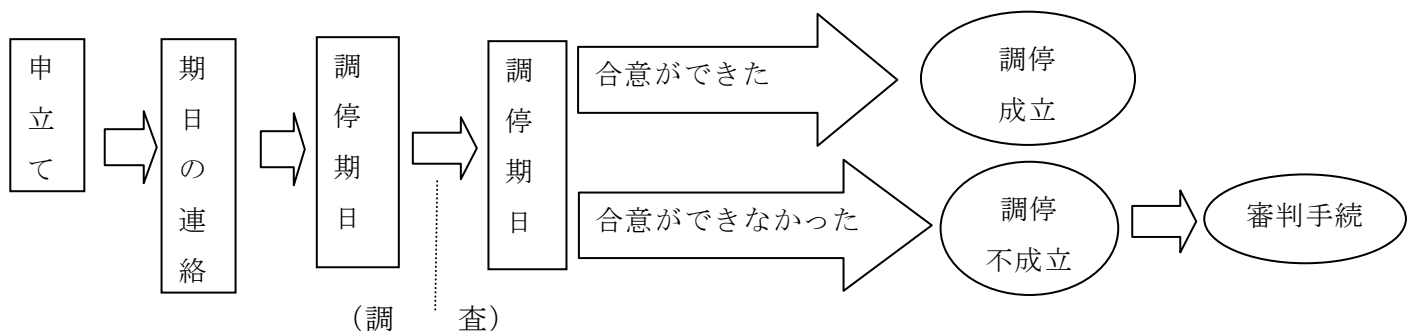 申立て
期日の連絡
調停期日
調停期日
合意ができた
調停
成立
合意ができなかった
調停
不成立
審判手続
（調　査）